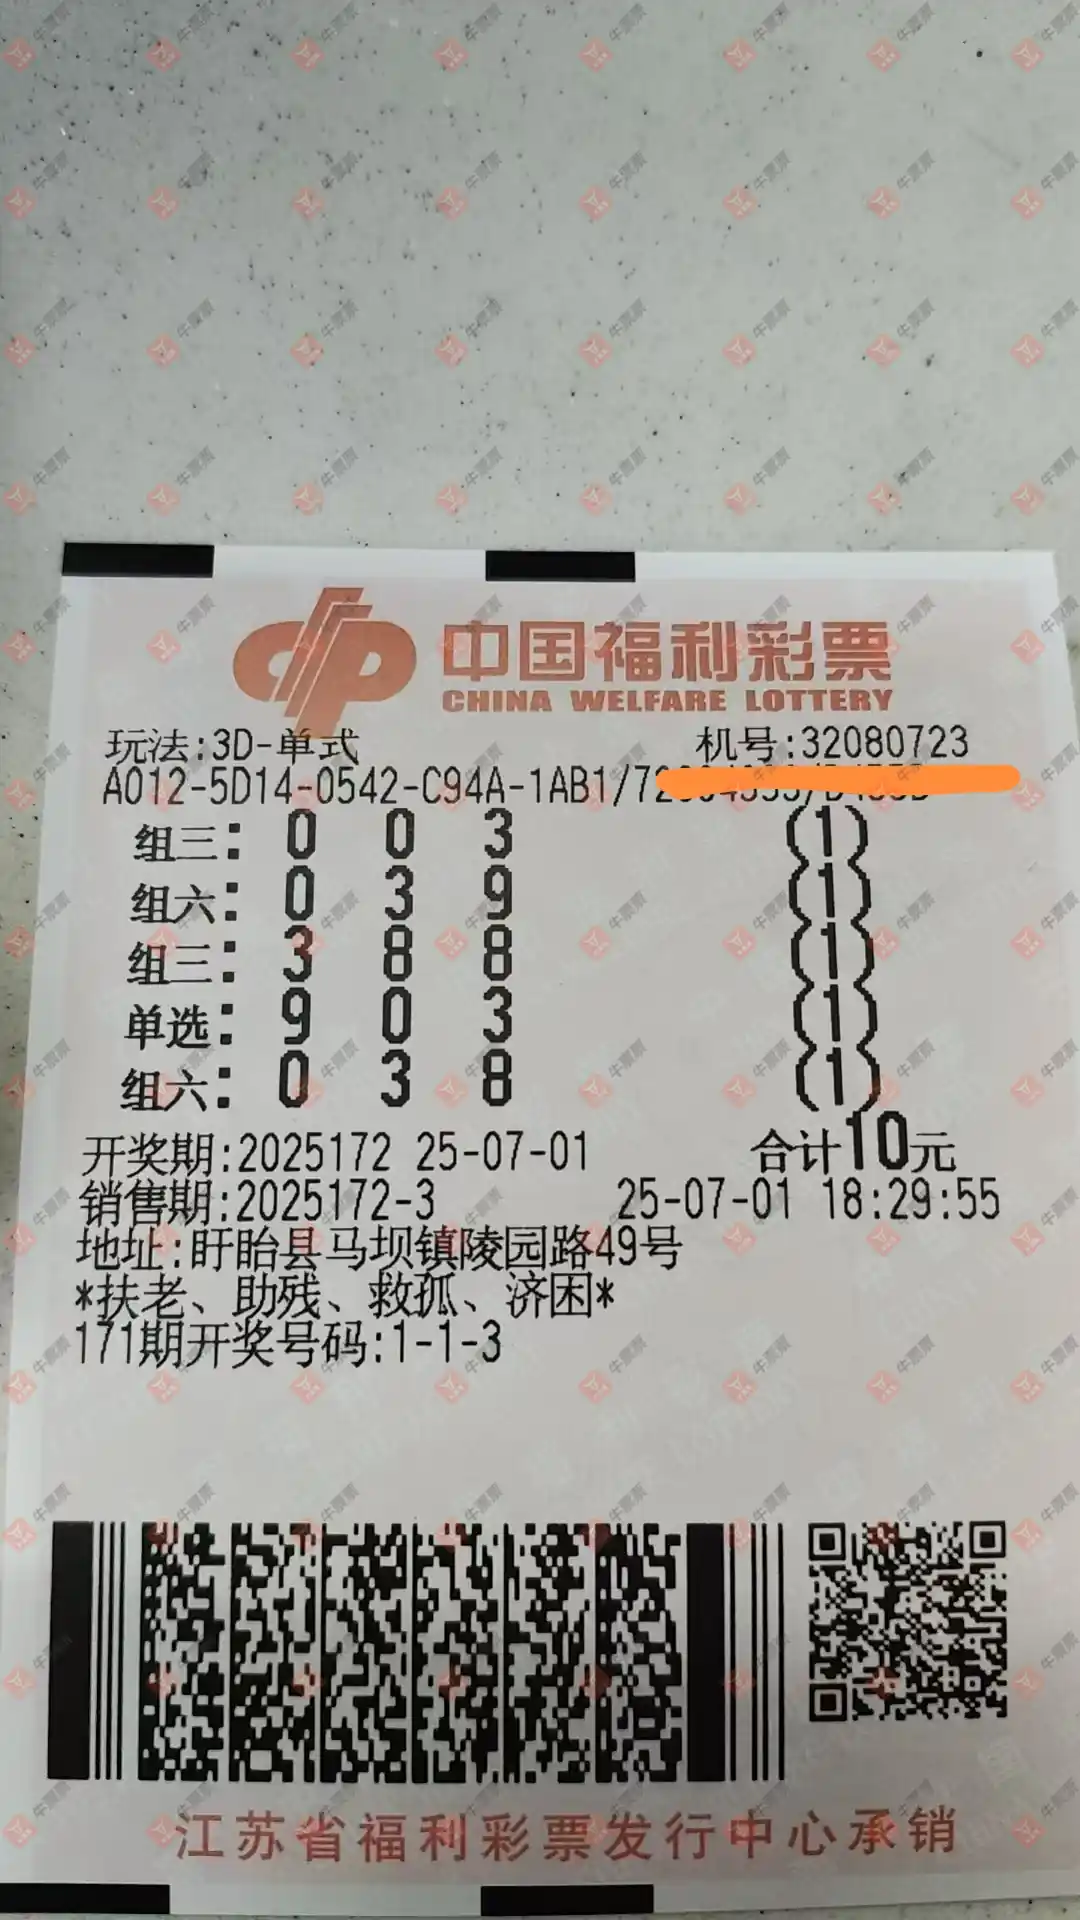 中国福利彩票
CHINA WELFARE LOTTERY
玩法:3D-单式 机号:32080723
A012-5D14-0542-C94A-1AB1/72
组三: 0 0 3 (1)
组六: 0 3 9 (1)
组三: 3 8 8 (1)
单选: 9 0 3 (1)
组六: 0 3 8 (1)
开奖期:2025172 25-07-01 合计10元
销售期:2025172-3 25-07-01 18:29:55
地址:盱眙县马坝镇陵园路49号
*扶老、助残、救孤、济困*
171期开奖号码:1-1-3
江苏省福利彩票发行中心承销
牛票票